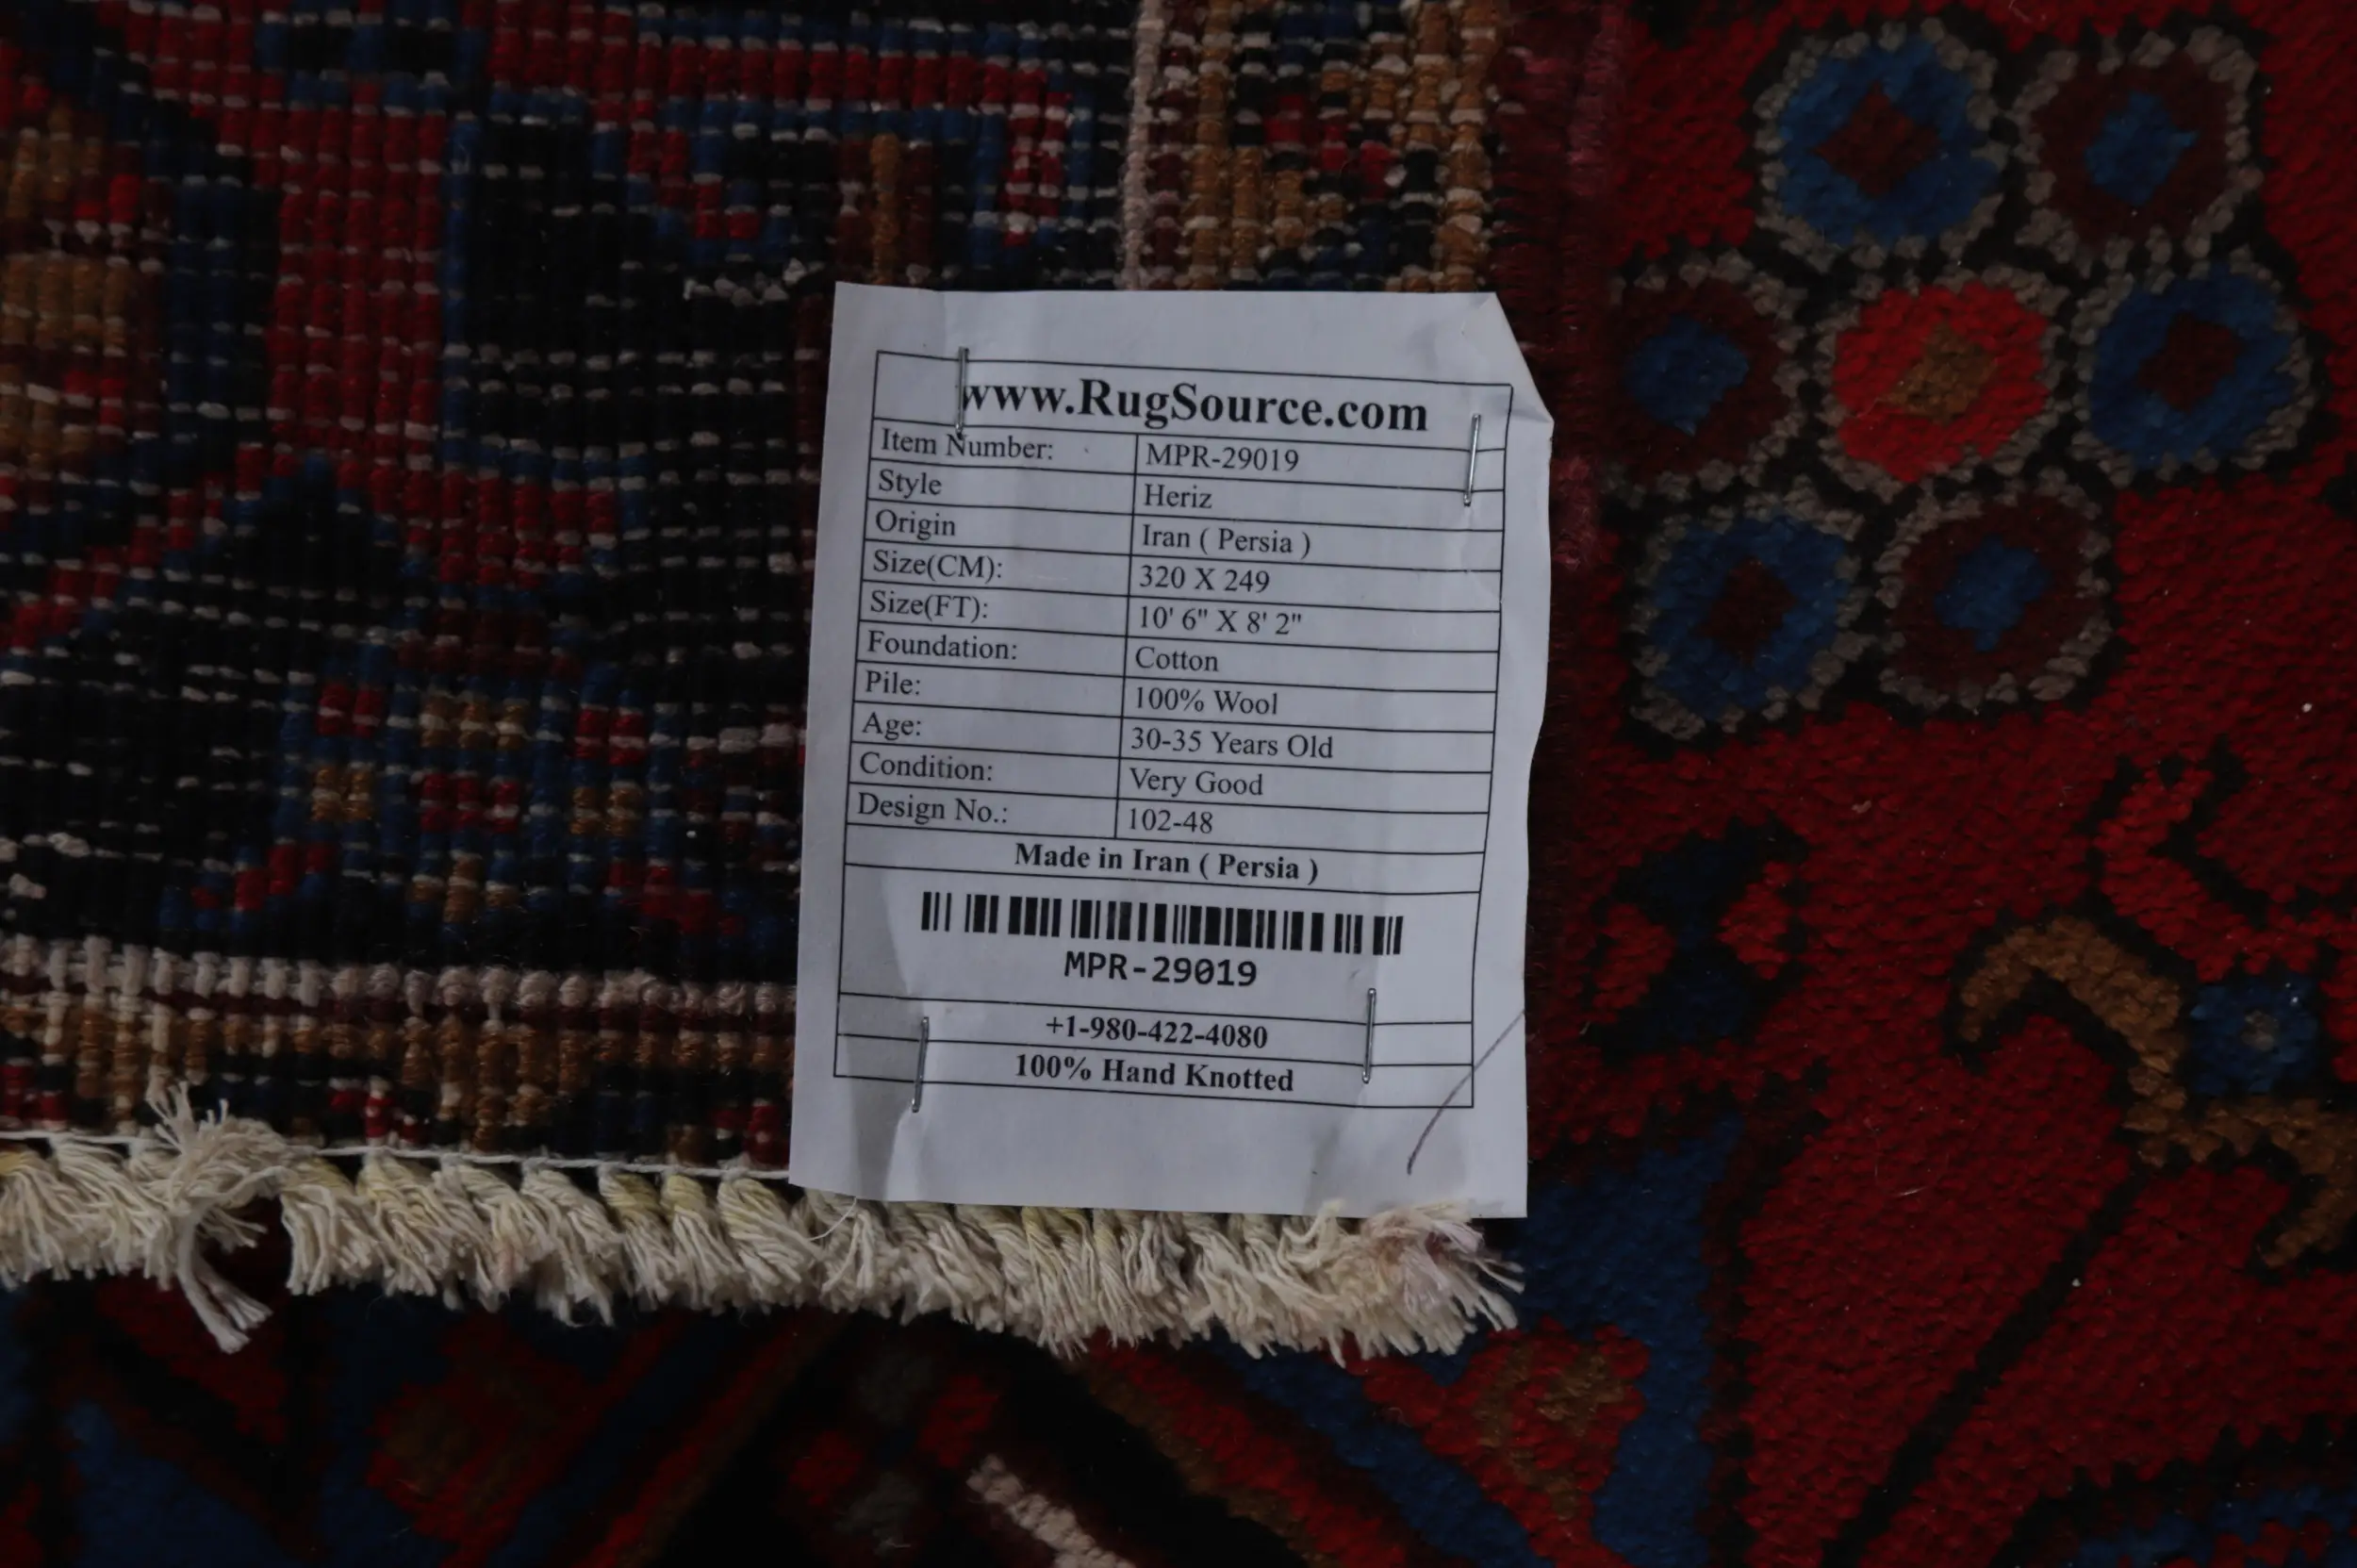 www.RugSource.com
Item Number: MPR-29019
Style Heriz
Origin Iran ( Persia )
Size(CM): 320 X 249
Size(FT): 10' 6" X 8' 2"
Foundation: Cotton
Pile: 100% Wool
Age: 30-35 Years Old
Condition: Very Good
Design No.: 102-48
Made in Iran ( Persia )
MPR-29019
+1-980-422-4080
100% Hand Knotted